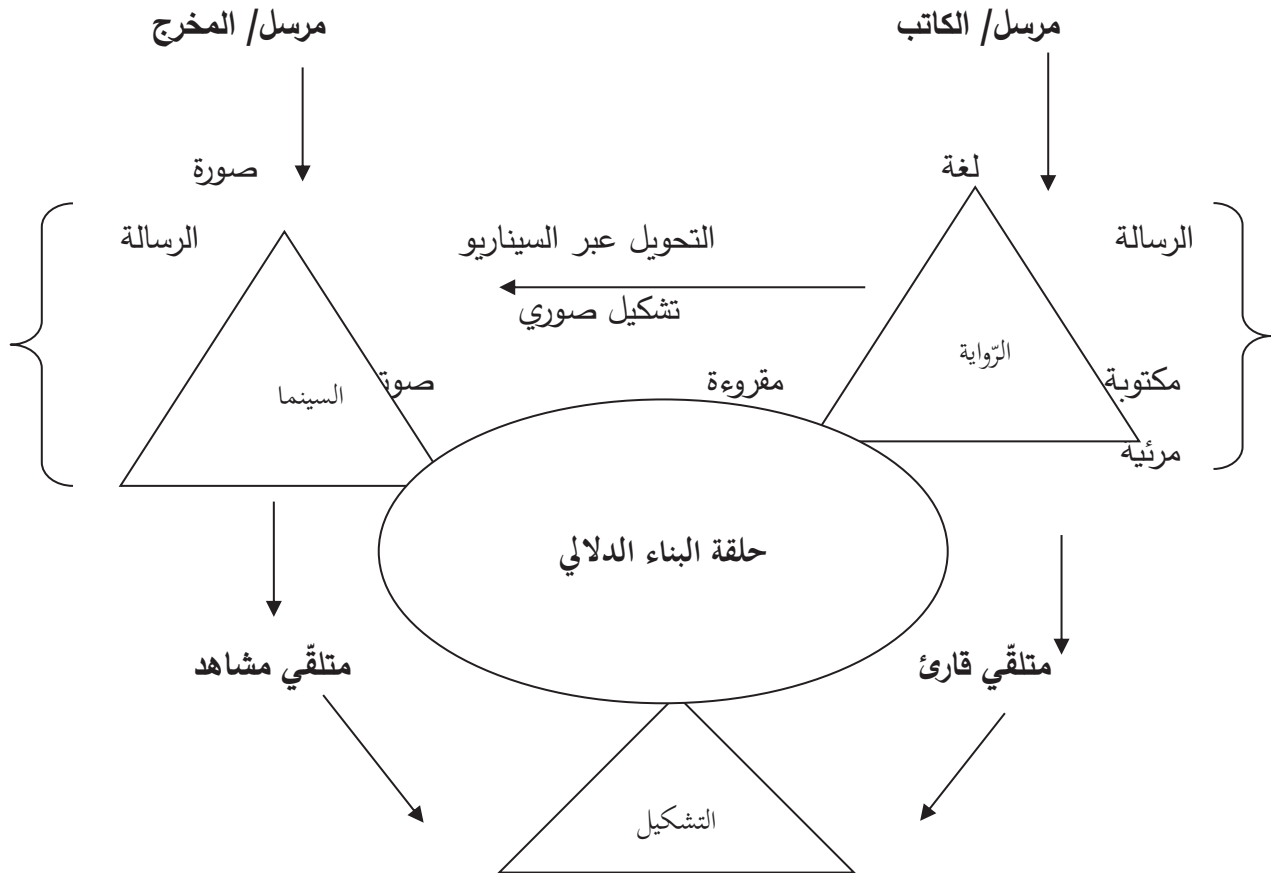 مرسل/ الكاتب
مرسل/ المخرج
لغة
صورة
الرسالة
التحويل عبر السيناريو
الرسالة
تشكيل صوري
الرّواية
مكتوبة
مقروءة
صوت
السينما
مرئية
حلقة البناء الدلالي
متلقّي قارئ
متلقّي مشاهد
التشكيل